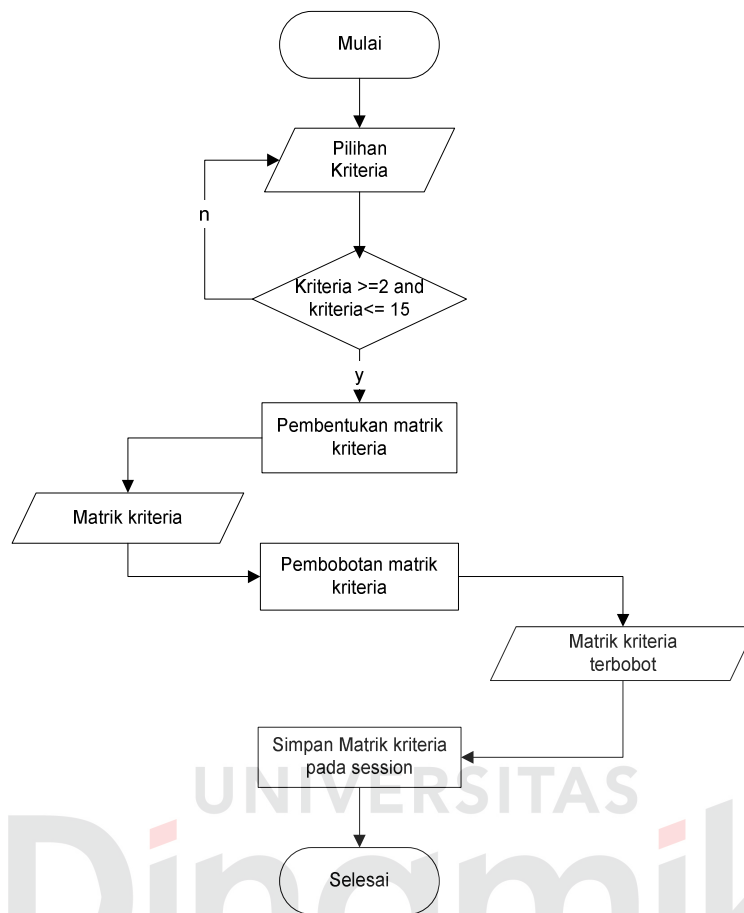 Mulai
Pilihan
Kriteria
n
Kriteria >=2 and
kriteria<= 15
y
Pembentukan matrik
kriteria
Matrik kriteria
Pembobotan matrik
kriteria
Matrik kriteria
terbobot
Simpan Matrik kriteria
pada session
UNIVERSITAS
Dinamik
Selesai